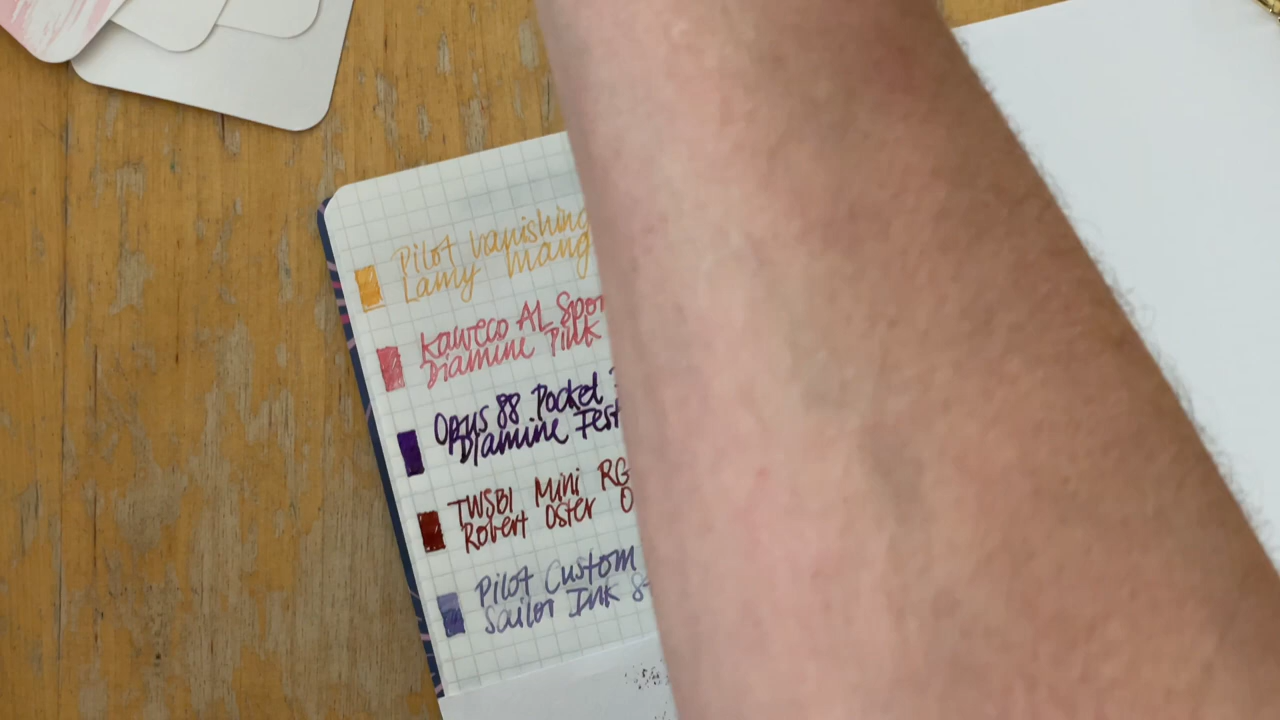 Pilot Vanishing
Lamy Mang
Kaweco AL Spor
Diamine Pink
Opus 88 Pocket
Diamine Fest
TWSBI Mini RG
Robert Oster O
Pilot Custom
Sailor Ink 8